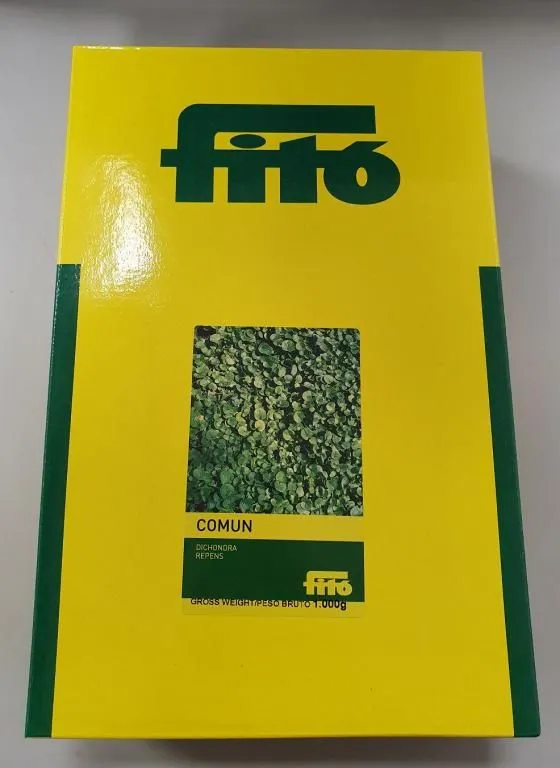 fitó
COMUN
DICHONDRA
REPENS
fitó
GROSS WEIGHT/PESO BRUTO 1.000g